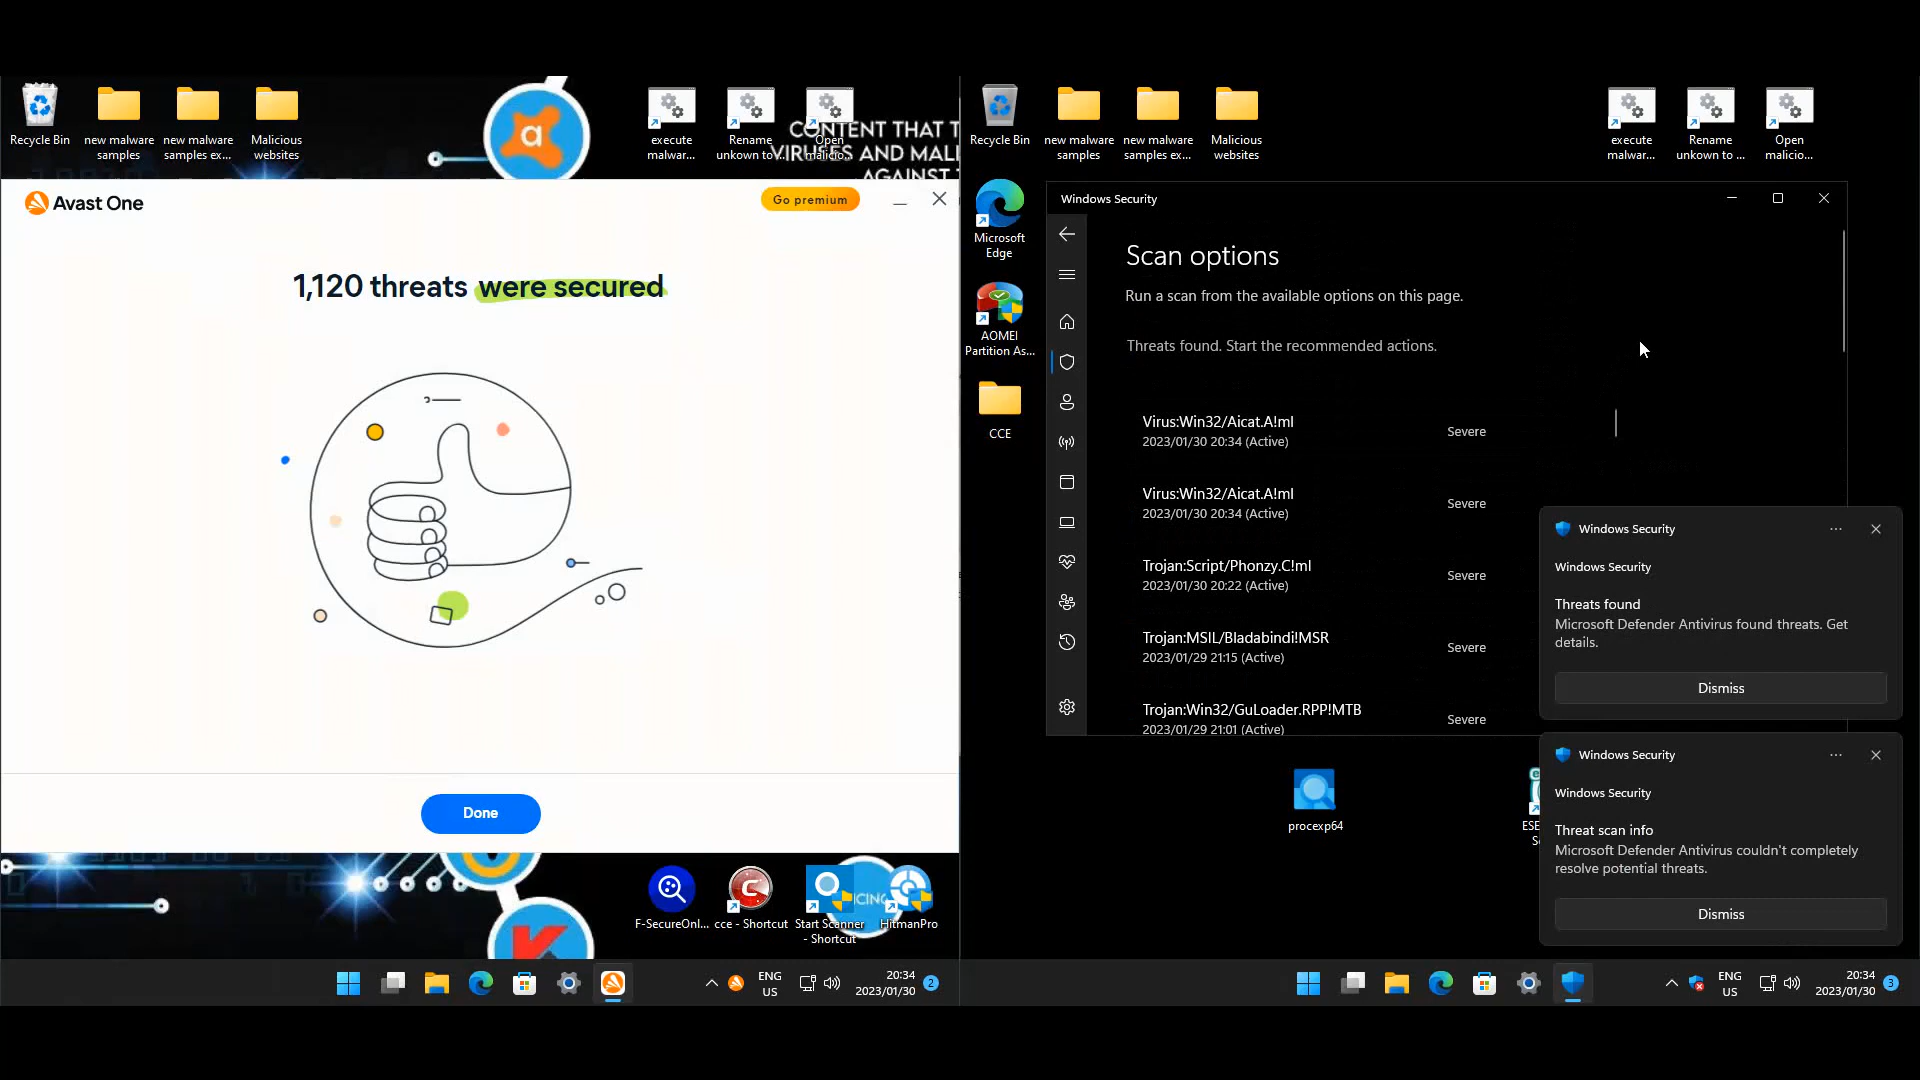 Recycle Bin
new malware
samples
new malware
samples ex...
Malicious
websites
a
execute
malwar...
Rename
unkown to ...
Open
malicio...
CONTENT THAT T
VIRUSES AND MALI
AGAINST T
Avast One
Go premium
1,120 threats were secured
Done
F-SecureOnl...
cce - Shortcut
Start Scanner
- Shortcut
HitmanPro
ENG
US
20:34
2023/01/30
2
Recycle Bin
new malware
samples
new malware
samples ex...
Malicious
websites
execute
malwar...
Rename
unkown to ...
Open
malicio...
Microsoft
Edge
AOMEI
Partition As...
CCE
Windows Security
Scan options
Run a scan from the available options on this page.
Threats found. Start the recommended actions.
Virus:Win32/Aicat.A!ml
2023/01/30 20:34 (Active)
Severe
Virus:Win32/Aicat.A!ml
2023/01/30 20:34 (Active)
Severe
Trojan:Script/Phonzy.C!ml
2023/01/30 20:22 (Active)
Severe
Trojan:MSIL/Bladabindi!MSR
2023/01/29 21:15 (Active)
Severe
Trojan:Win32/GuLoader.RPP!MTB
2023/01/29 21:01 (Active)
Severe
Windows Security
Windows Security
Threats found
Microsoft Defender Antivirus found threats. Get
details.
Dismiss
Windows Security
Windows Security
Threat scan info
Microsoft Defender Antivirus couldn't completely
resolve potential threats.
Dismiss
procexp64
ENG
US
20:34
2023/01/30
3